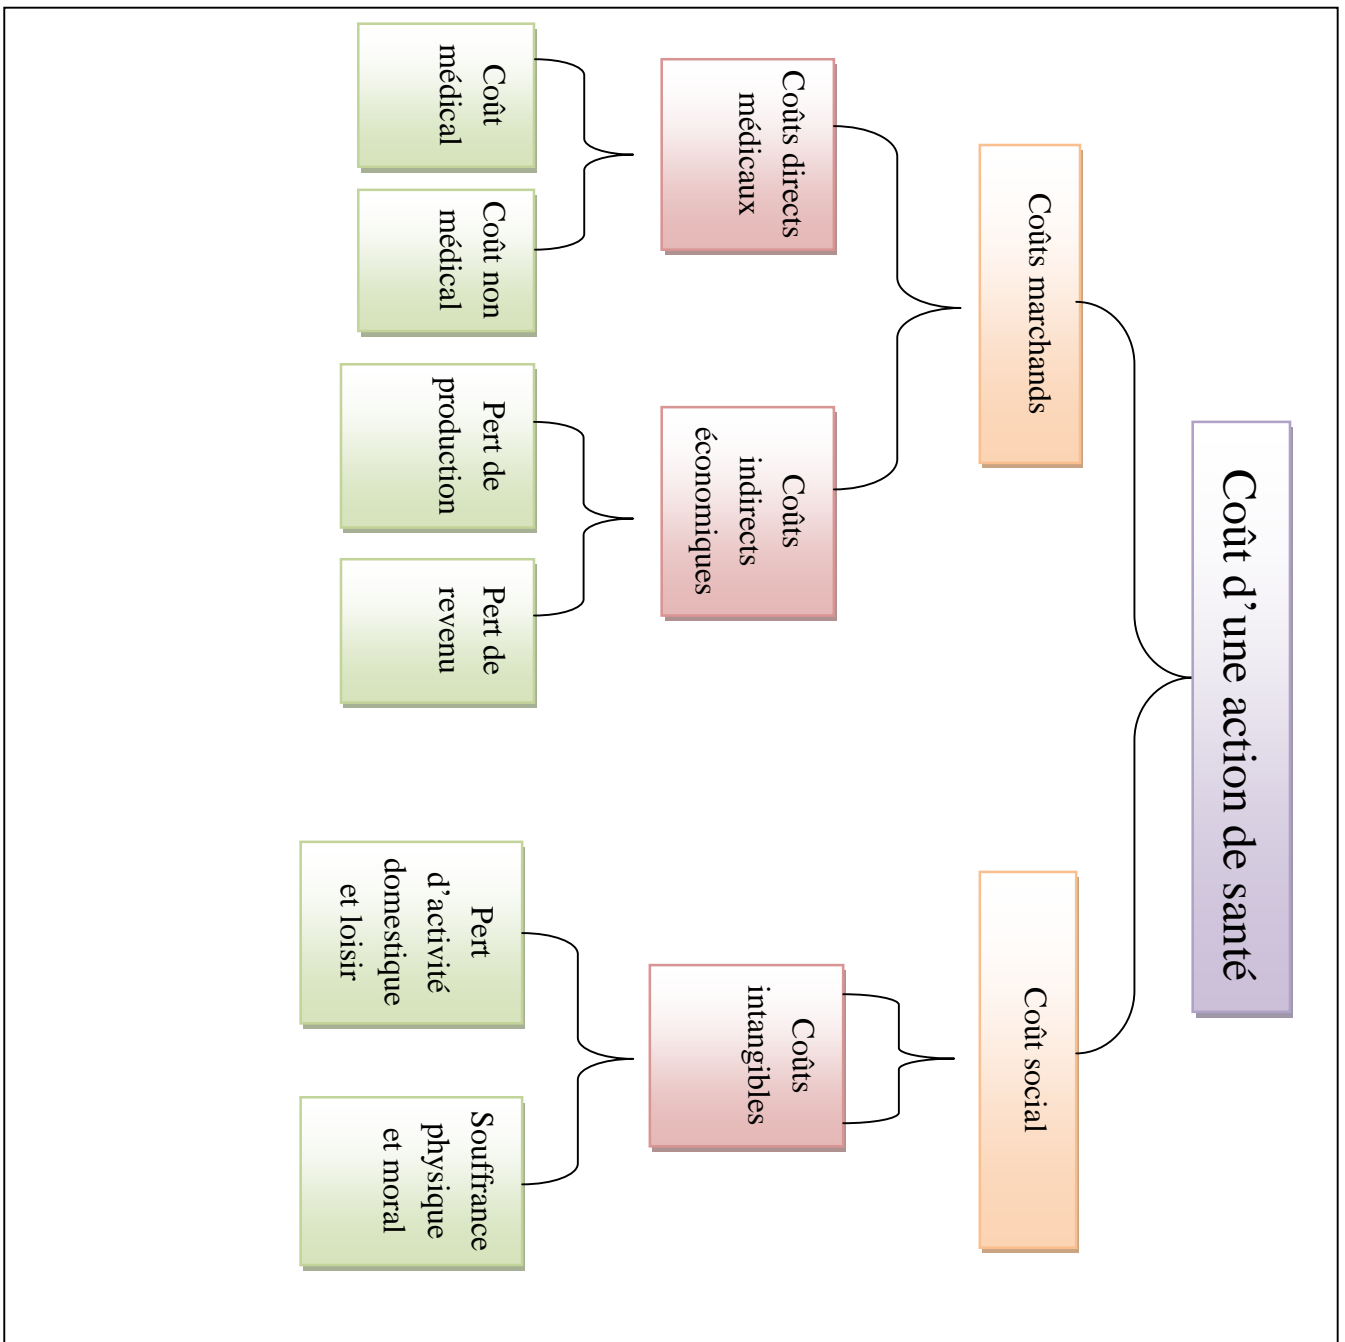 Coût d’une action de santé
Coûts marchands
Coût social
Coûts directs
médicaux
Coûts
indirects
économiques
Coûts
intangibles
Coût
médical
Coût non
médical
Pert de
production
Pert de
revenu
Pert
d’activité
domestique
et loisir
Souffrance
physique
et moral